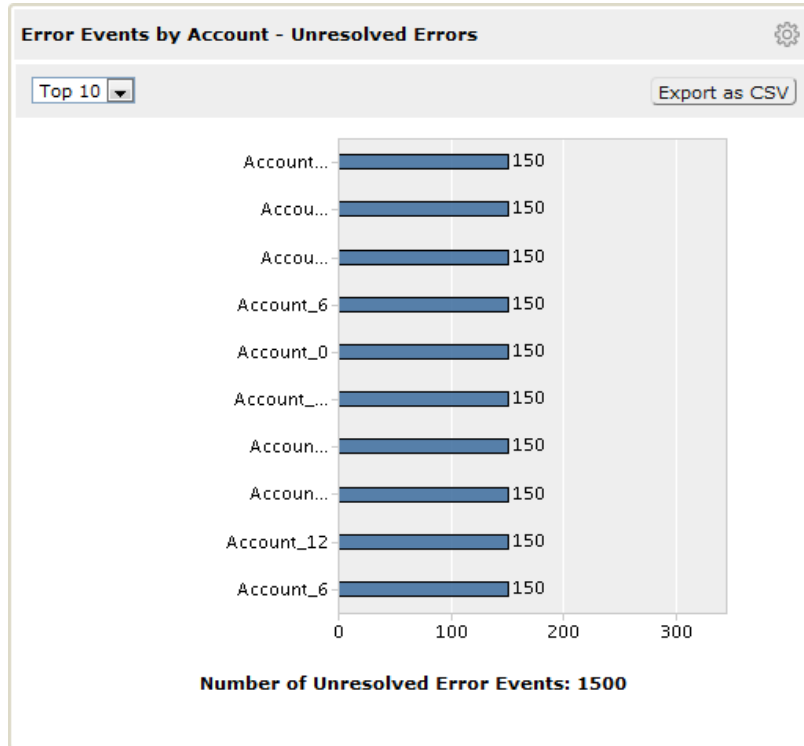 Error Events by Account - Unresolved Errors
Top 10
Export as CSV
Account... 150
Accou... 150
Accou... 150
Account_6 150
Account_0 150
Account_... 150
Accoun... 150
Accoun... 150
Account_12 150
Account_6 150
0 100 200 300
Number of Unresolved Error Events: 1500